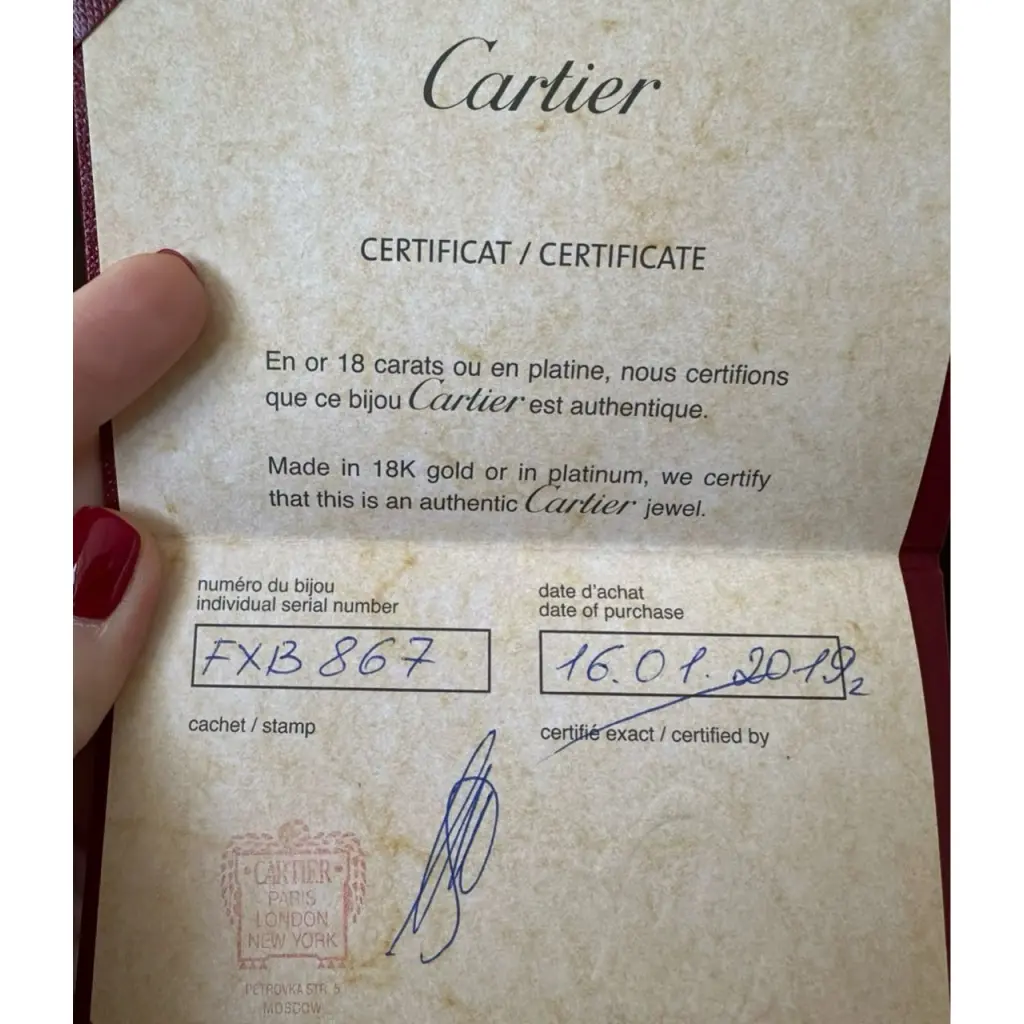 Cartier
CERTIFICAT / CERTIFICATE
En or 18 carats ou en platine, nous certifions
que ce bijou Cartier est authentique.
Made in 18K gold or in platinum, we certify
that this is an authentic Cartier jewel.
numéro du bijou
individual serial number
FXB 867
date d'achat
date of purchase
16.01.2019
cachet / stamp
certifié exact / certified by
CARTIER
PARIS
LONDON
NEW YORK
PETROVKA STR. 5
MOSCOW